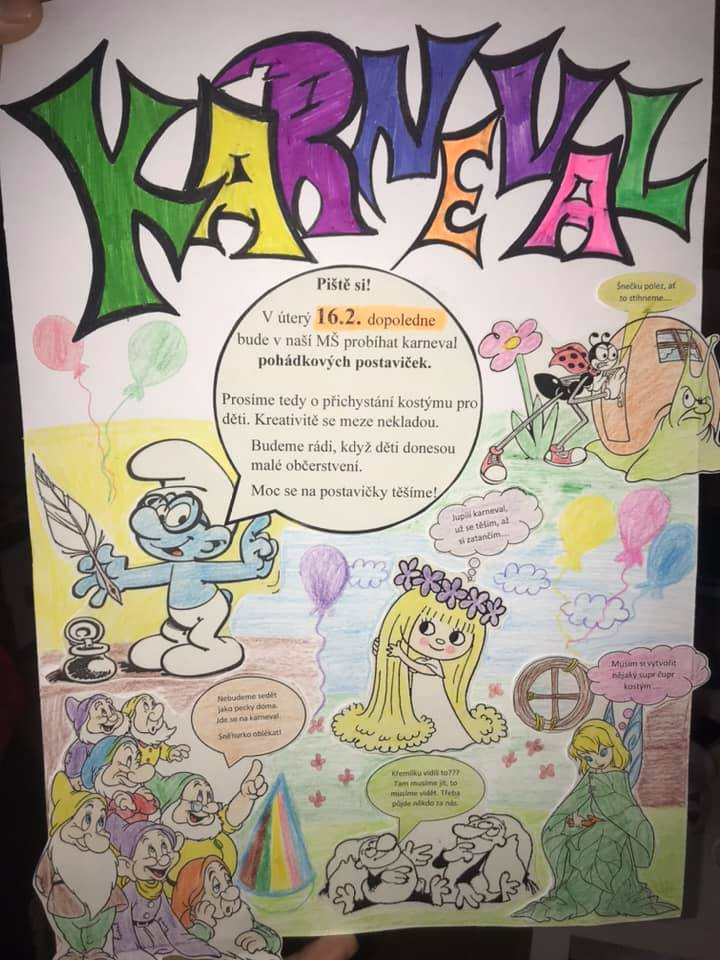 KARNEVAL
Piště si!
V úterý 16.2. dopoledne
bude v naší MŠ probíhat karneval
pohádkových postaviček.
Prosíme tedy o přichystání kostýmu pro
děti. Kreativitě se meze nekladou.
Budeme rádi, když děti donesou
malé občerstvení.
Moc se na postavičky těšíme!
Šnečku polez, ať
to stihneme....
Jupiii karneval,
už se těším, až
si zatančím....
Musím si vytvořit
nějaký supr čupr
kostým ....
Nebudeme sedět
jako pecky doma.
Jde se na karneval.
Šmejdit oblékat!
Křemílku vidíš to???
Tam musíme jít, to
musíme vidět. Třeba
půjde někdo za nás.